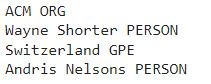 ACM ORG
Wayne Shorter PERSON
Switzerland GPE
Andris Nelsons PERSON